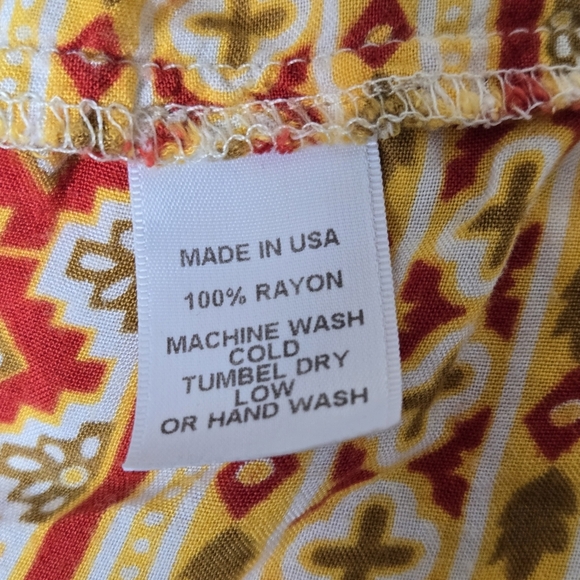 MADE IN USA
100% RAYON
MACHINE WASH
COLD
TUMBEL DRY
LOW
OR HAND WASH